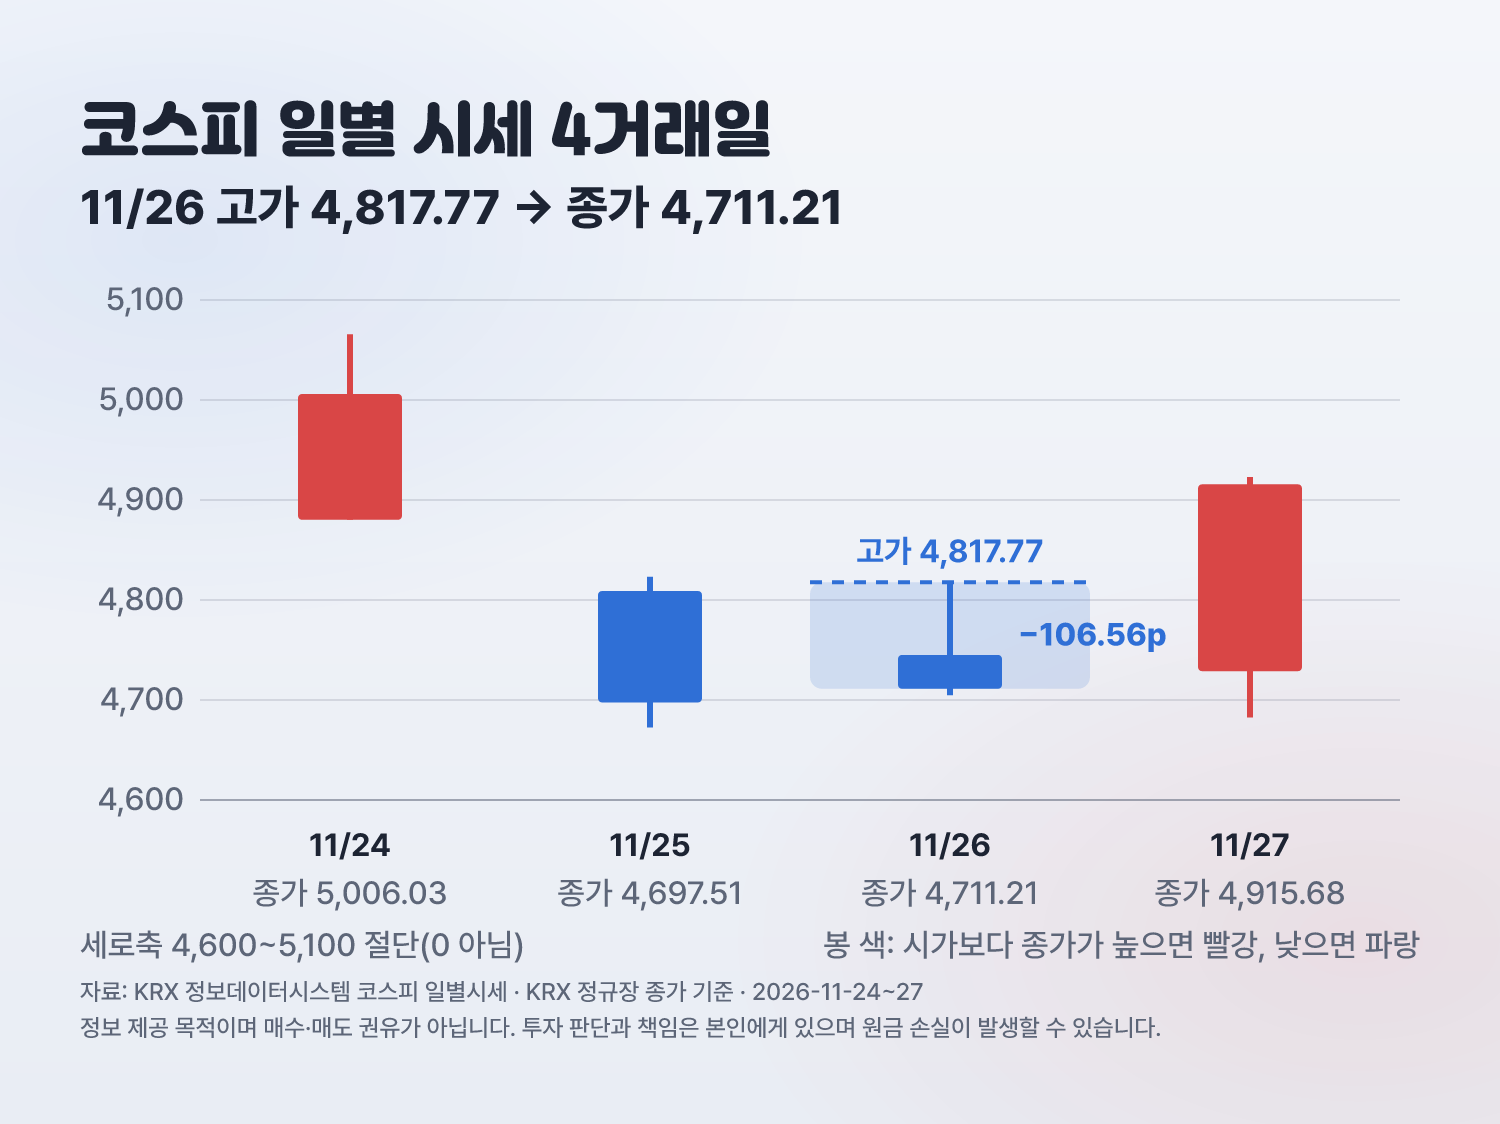 코스피 일별 시세 4거래일
11/26 고가 4,817.77 → 종가 4,711.21
5,100
5,000
4,900
4,800
4,700
4,600
고가 4,817.77
−106.56p
11/24 11/25 11/26 11/27
종가 5,006.03 종가 4,697.51 종가 4,711.21 종가 4,915.68
세로축 4,600~5,100 절단(0 아님) 봉 색: 시가보다 종가가 높으면 빨강, 낮으면 파랑
자료: KRX 정보데이터시스템 코스피 일별시세 · KRX 정규장 종가 기준 · 2026-11-24~27
정보 제공 목적이며 매수·매도 권유가 아닙니다. 투자 판단과 책임은 본인에게 있으며 원금 손실이 발생할 수 있습니다.